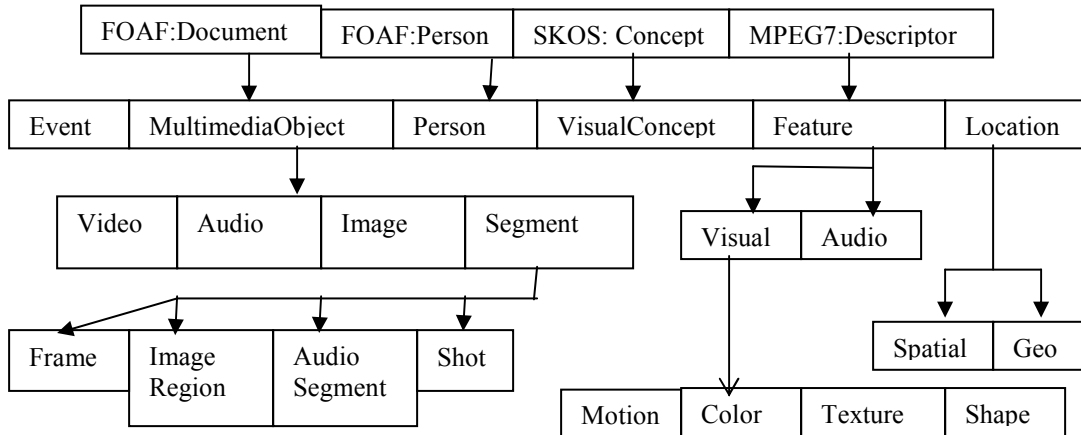 FOAF:Document FOAF:Person SKOS: Concept MPEG7:Descriptor
Event MultimediaObject Person VisualConcept Feature Location
Video Audio Image Segment
Visual Audio
Frame Image Region Audio Segment Shot
Spatial Geo
Motion Color Texture Shape